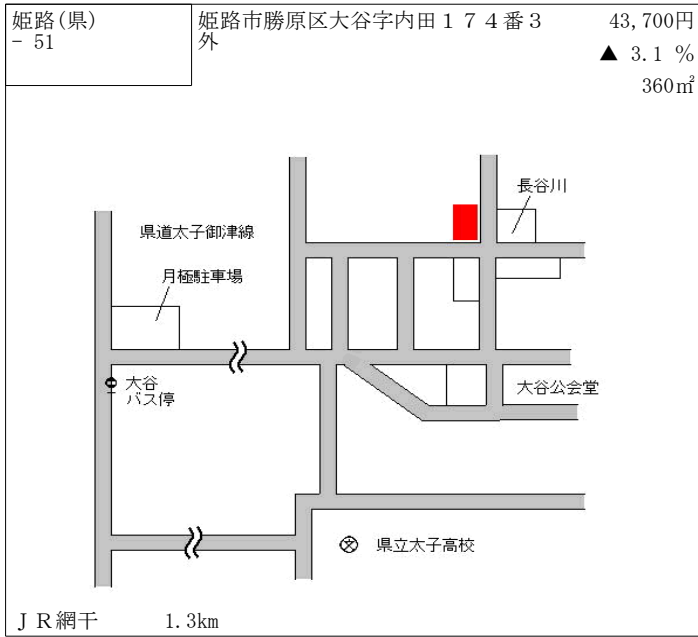 姫路(県)
- 51
姫路市勝原区大谷字内田１７４番３
外
43,700円
▲ 3.1 %
360㎡
長谷川
県道太子御津線
月極駐車場
大谷
バス停
大谷公会堂
県立太子高校
ＪＲ網干 1.3km